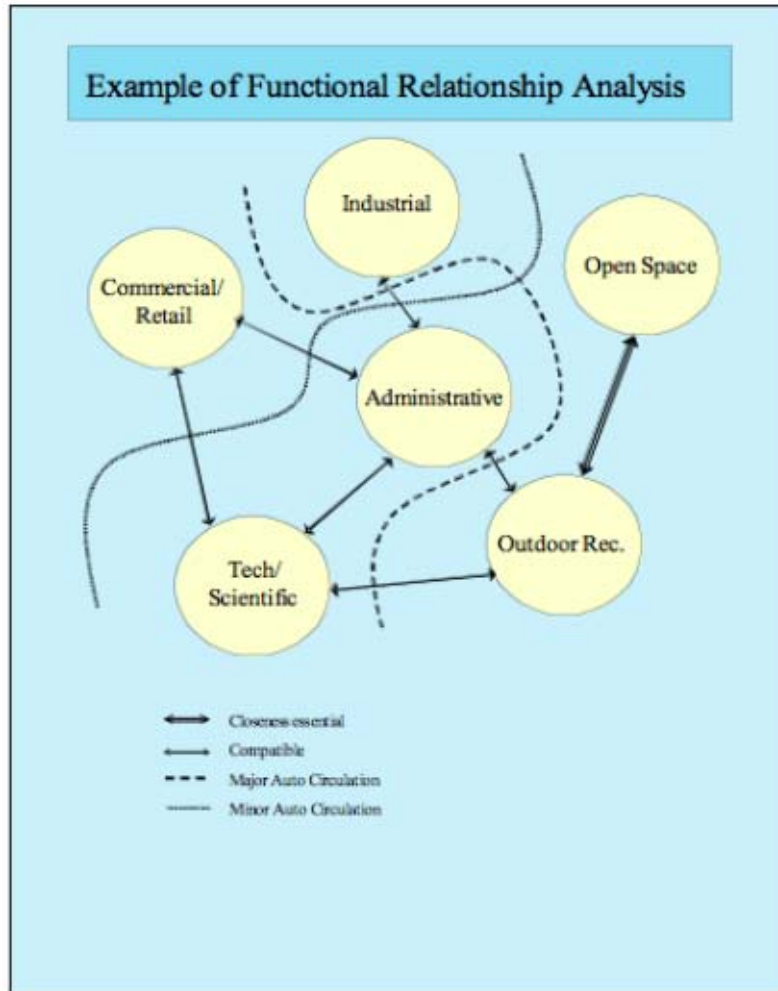 Example of Functional Relationship Analysis
Industrial
Open Space
Commercial/
Retail
Administrative
Outdoor Rec.
Tech/
Scientific
Closeness essential
Compatible
Major Auto Circulation
Minor Auto Circulation